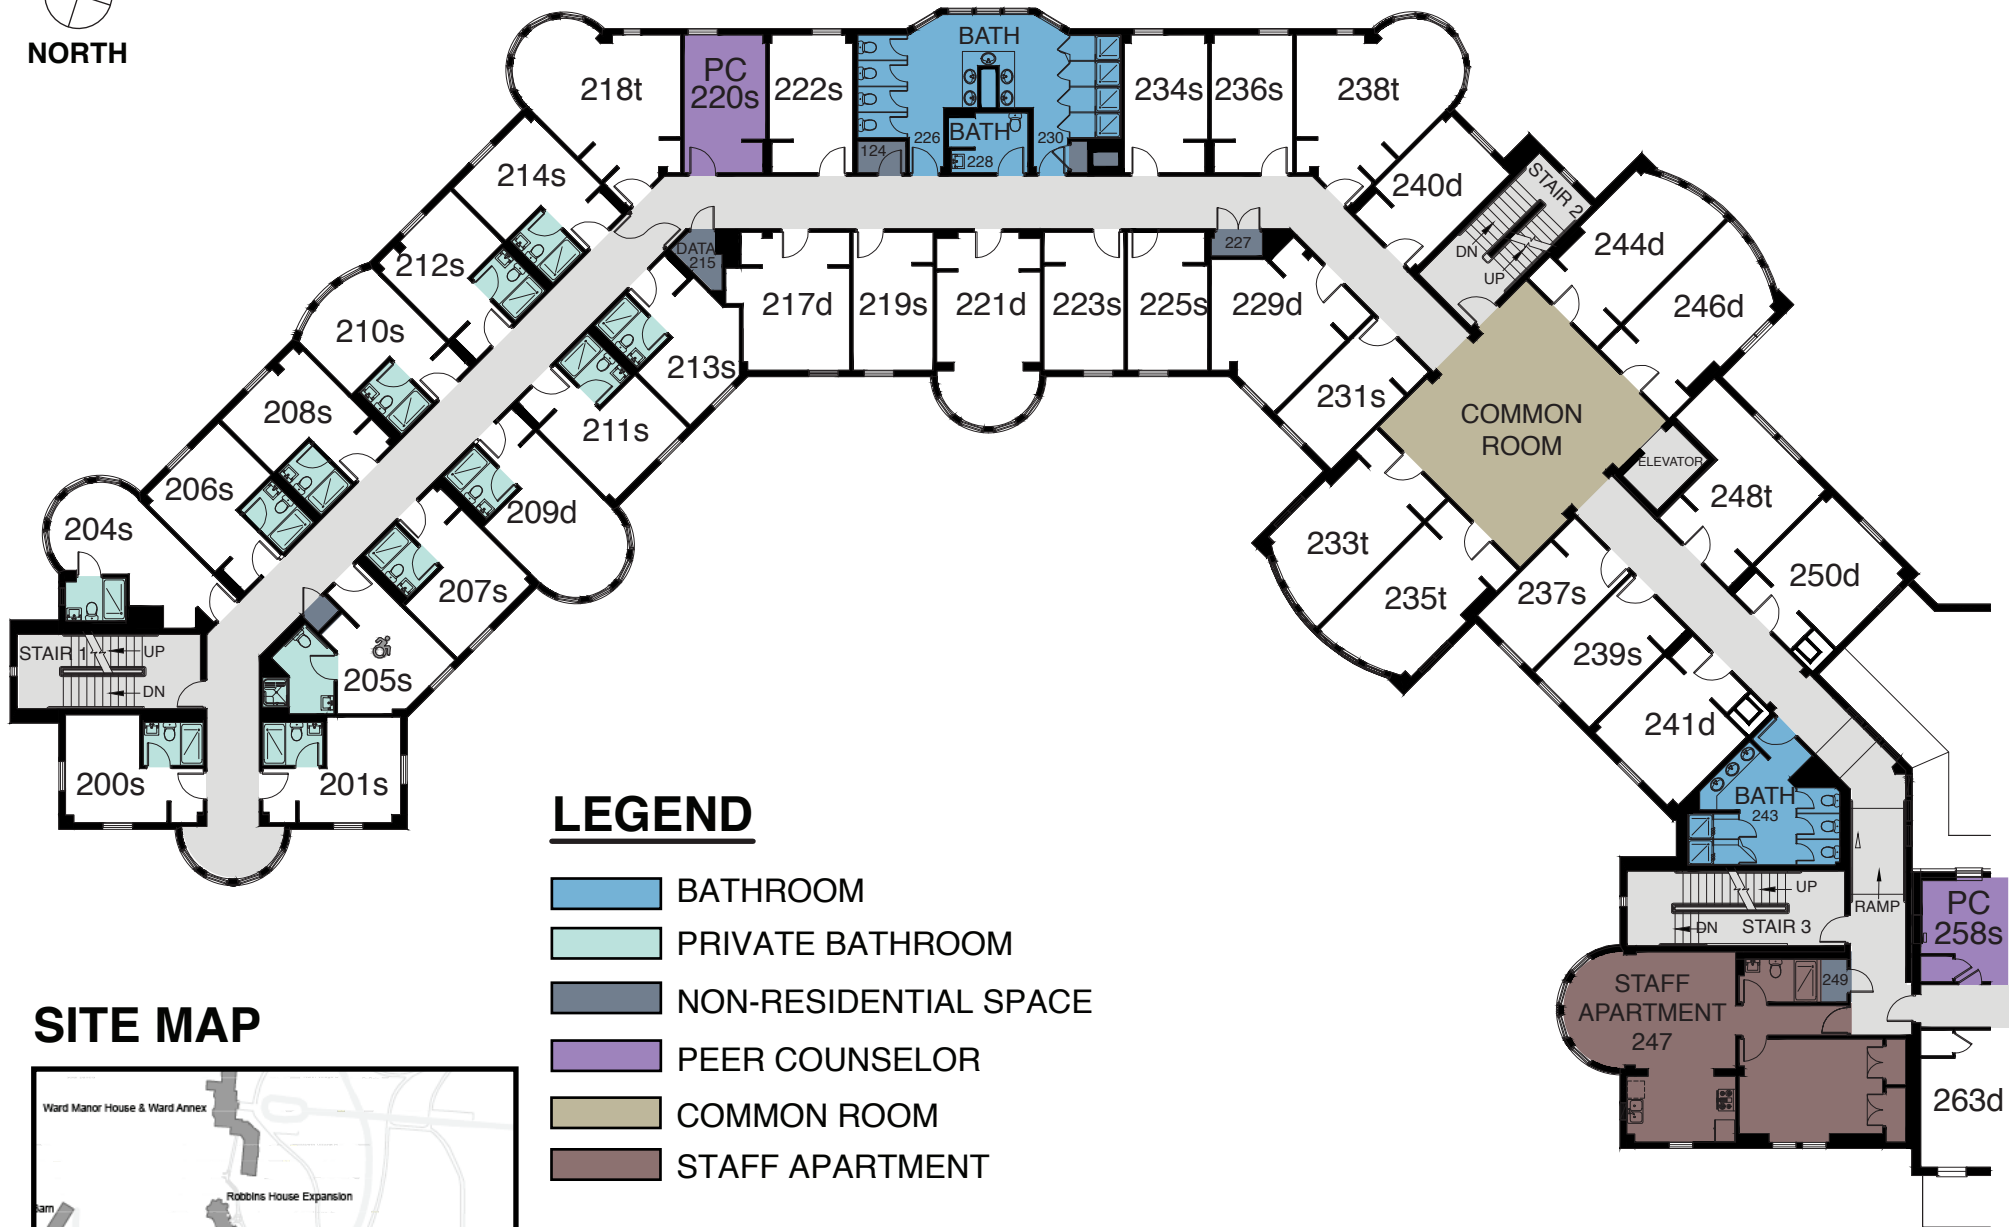 NORTH
218t
PC
220s
222s
BATH
234s
236s
238t
124
226
BATH
228
230
214s
240d
STAIR 2
DN
UP
212s
DATA
215
227
244d
210s
217d
219s
221d
223s
225s
229d
246d
208s
213s
231s
COMMON
ROOM
211s
206s
ELEVATOR
248t
204s
209d
233t
250d
207s
235t
237s
STAIR 1
UP
DN
205s
239s
241d
200s
201s
BATH
243
LEGEND
BATHROOM
PRIVATE BATHROOM
NON-RESIDENTIAL SPACE
PEER COUNSELOR
COMMON ROOM
STAFF APARTMENT
UP
DN
STAIR 3
RAMP
PC
258s
STAFF
APARTMENT
247
249
263d
SITE MAP
Ward Manor House & Ward Annex
Robbins House Expansion